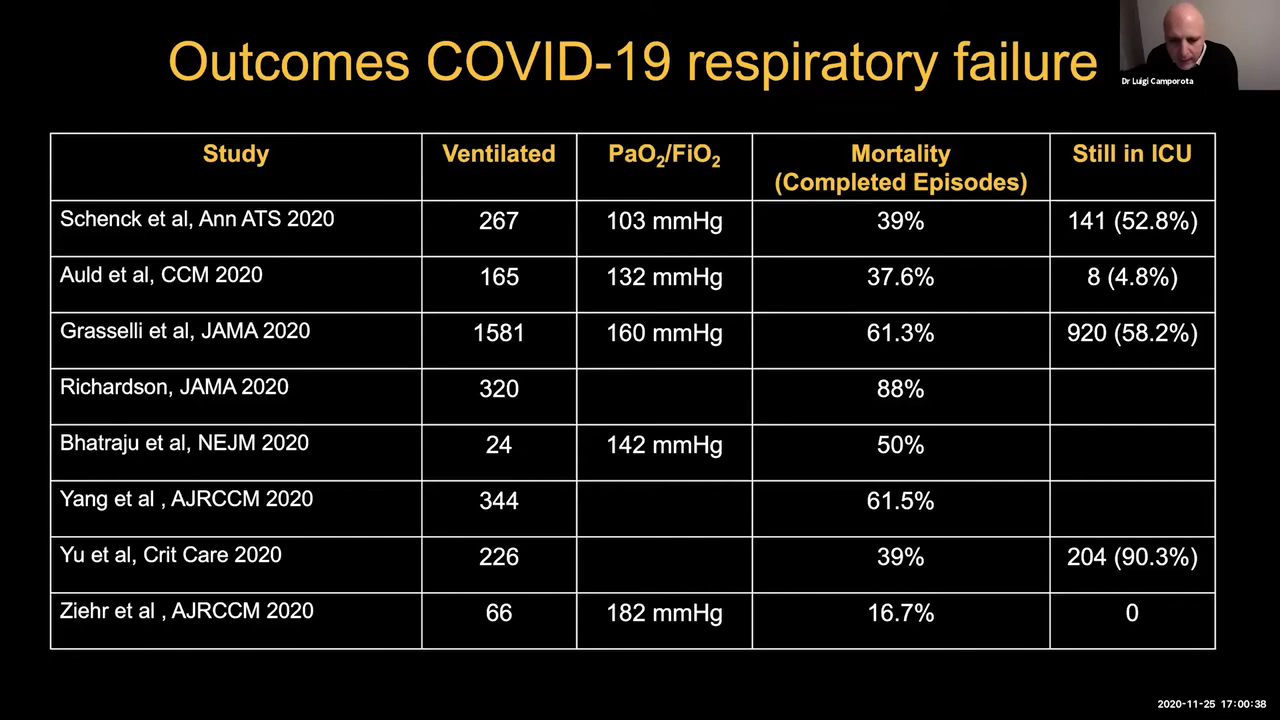 Outcomes COVID-19 respiratory failure
Dr Luigi Camporota
Study Ventilated PaO₂/FiO₂ Mortality (Completed Episodes) Still in ICU
Schenck et al, Ann ATS 2020 267 103 mmHg 39% 141 (52.8%)
Auld et al, CCM 2020 165 132 mmHg 37.6% 8 (4.8%)
Grasselli et al, JAMA 2020 1581 160 mmHg 61.3% 920 (58.2%)
Richardson, JAMA 2020 320 88%
Bhatraju et al, NEJM 2020 24 142 mmHg 50%
Yang et al , AJRCCM 2020 344 61.5%
Yu et al, Crit Care 2020 226 39% 204 (90.3%)
Ziehr et al , AJRCCM 2020 66 182 mmHg 16.7% 0
2020-11-25 17:00:38